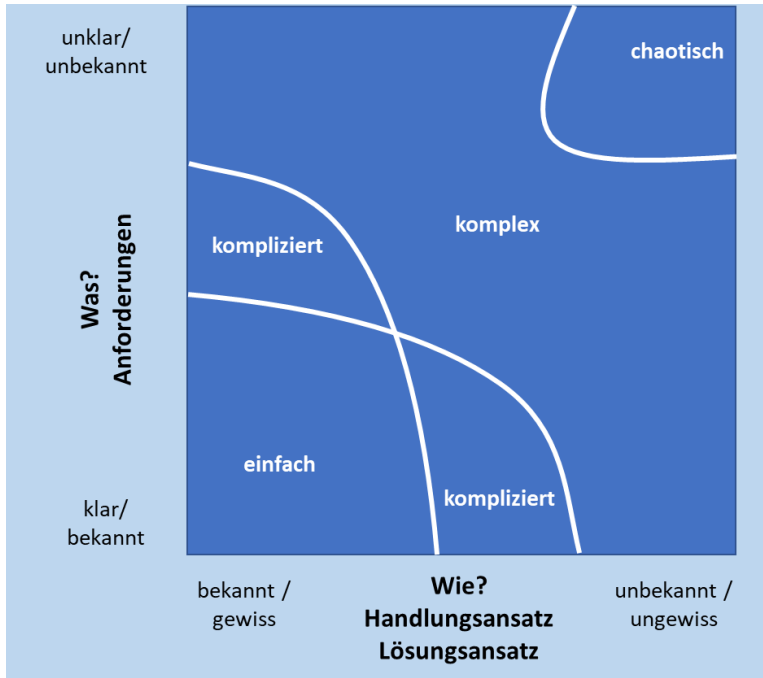 unklar/
unbekannt
chaotisch
komplex
kompliziert
Was?
Anforderungen
einfach
kompliziert
klar/
bekannt
bekannt /
gewiss
Wie?
Handlungsansatz
Lösungsansatz
unbekannt /
ungewiss